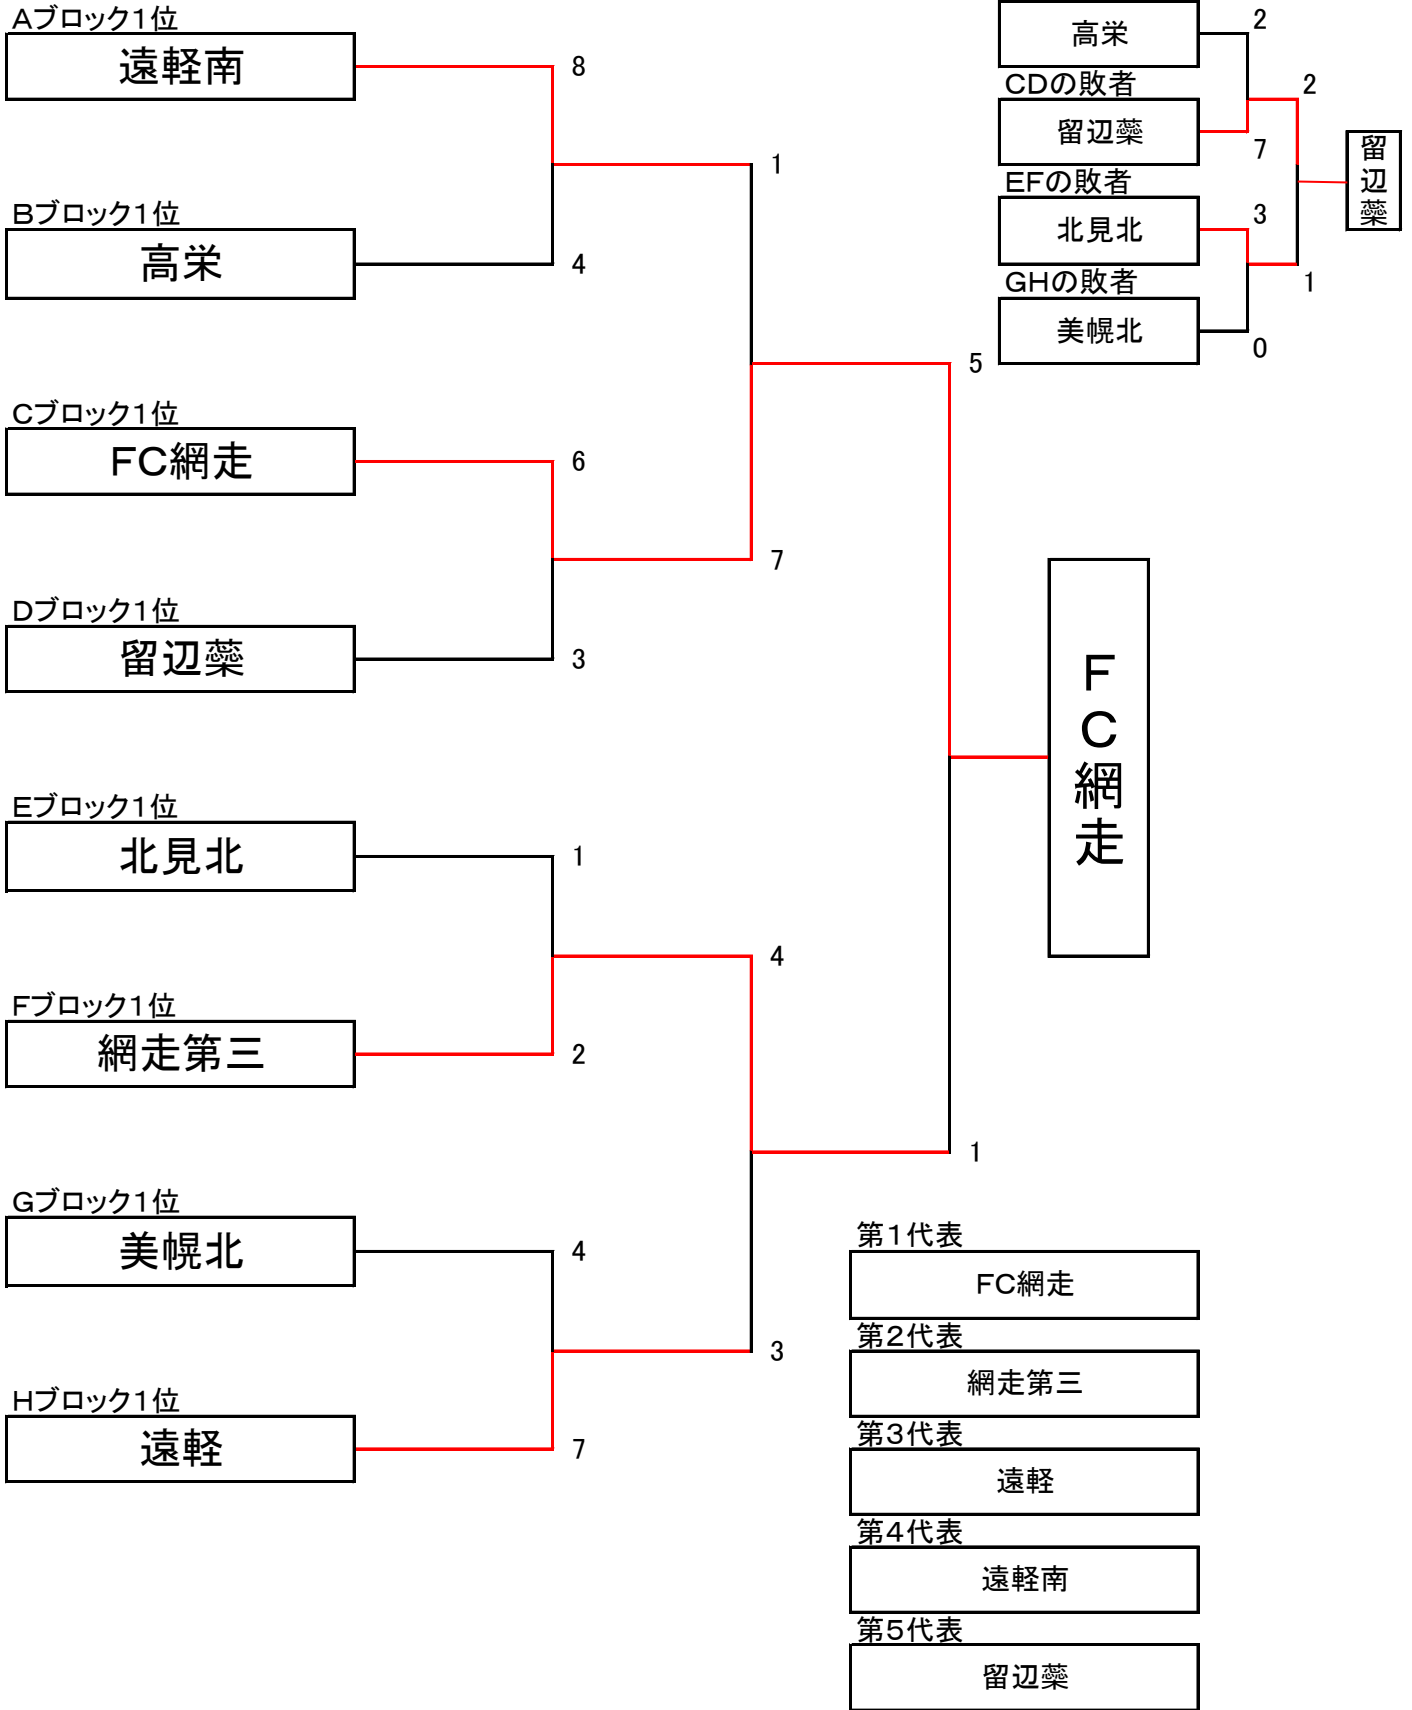 Aブロック1位
遠軽南
8
1
Bブロック1位
高栄
4
5
Cブロック1位
FC網走
6
7
Dブロック1位
留辺蘂
3
FC網走
Eブロック1位
北見北
1
4
Fブロック1位
網走第三
2
1
Gブロック1位
美幌北
4
3
Hブロック1位
遠軽
7
高栄
2
CDの敗者
留辺蘂
7
2
EFの敗者
北見北
3
1
GHの敗者
美幌北
0
留辺蘂
第1代表
FC網走
第2代表
網走第三
第3代表
遠軽
第4代表
遠軽南
第5代表
留辺蘂